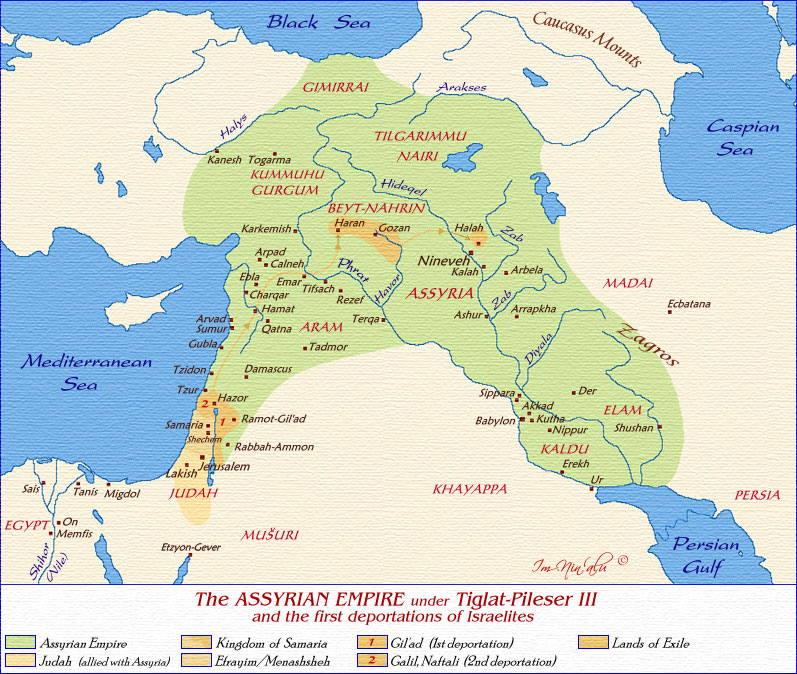 Black Sea
Caucasus Mounts
GIMIRRAI
Arakses
Caspian
Sea
Halys
TILGARIMMU
NAIRI
Kanesh
Togarma
KUMMUHU
GURGUM
Hideqel
BEYT-NAHRIN
Haran
Gozan
Halah
Zab
Karkemish
Arpad
Calneh
Phrat
Nineveh
Kalah
Arbela
Ebla
Emar
Tifsach
Havor
MADAI
Charqar
Rezef
ASSYRIA
Zab
Ecbatana
Hamat
Arvad
Sumur
Qatna
ARAM
Terqa
Ashur
Arrapkha
Zagros
Gubla
Tadmor
Diyala
Mediterranean
Sea
Tzidon
Damascus
Tzur
Hazor
2
Sippara
Der
Akkad
ELAM
1
Ramot-Gil'ad
Samaria
Babylon
Kutha
Shushan
Shechem
Nippur
Rabbah-Ammon
KALDU
Lakish
Jerusalem
Erekh
Ur
Sais
Tanis
Migdol
JUDAH
KHAYAPPA
PERSIA
EGYPT
On
Memfis
MUŠURI
Etzyon-Gever
Persian
Gulf
Shihor
(Nile)
Im Nin'alu ©
The ASSYRIAN EMPIRE under Tiglat-Pileser III
and the first deportations of Israelites
Assyrian Empire
Kingdom of Samaria
1 Gil'ad (1st deportation)
Lands of Exile
Judah (allied with Assyria)
Efrayim/Menashsheh
2 Galil, Naftali (2nd deportation)